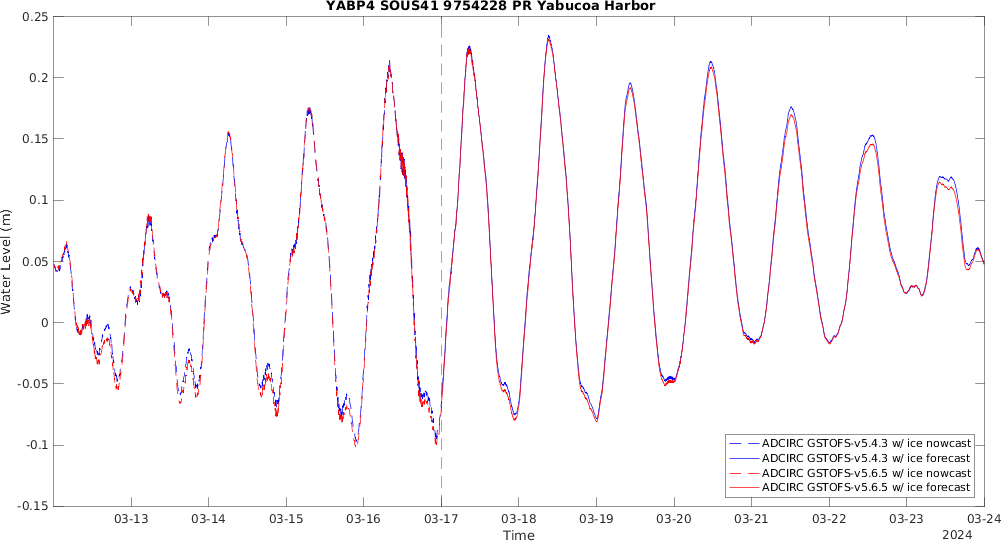 YABP4 SOUS41 9754228 PR Yabucoa Harbor
0.25
0.2
0.15
0.1
0.05
0
-0.05
-0.1
-0.15
Water Level (m)
03-13 03-14 03-15 03-16 03-17 03-18 03-19 03-20 03-21 03-22 03-23 03-24
Time
2024
ADCIRC GSTOFS-v5.4.3 w/ ice nowcast
ADCIRC GSTOFS-v5.4.3 w/ ice forecast
ADCIRC GSTOFS-v5.6.5 w/ ice nowcast
ADCIRC GSTOFS-v5.6.5 w/ ice forecast